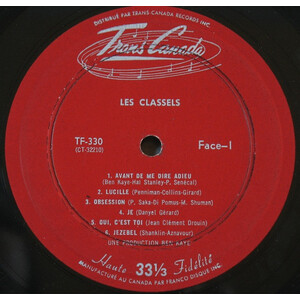 DISTRIBUÉ PAR TRANS-CANADA RECORDS INC.
Trans Canada
LES CLASSELS
TF-330
(CT-32210)
Face-1
1. AVANT DE ME DIRE ADIEU
(Ben Kaye-Hal Stanley-P. Senécal)
2. LUCILLE (Penniman-Collins-Girard)
3. OBSESSION (P. Saka-Di Pomus-M. Shuman)
4. JE (Danyel Gérard)
5. OUI, C'EST TOI (Jean Clément Drouin)
4. JEZEBEL (Shanklin-Aznavour)
UNE PRODUCTION BEN KAYE
Haute 33⅓ Fidélité
MANUFACTURÉ AU CANADA PAR FRANCO DISQUE INC.